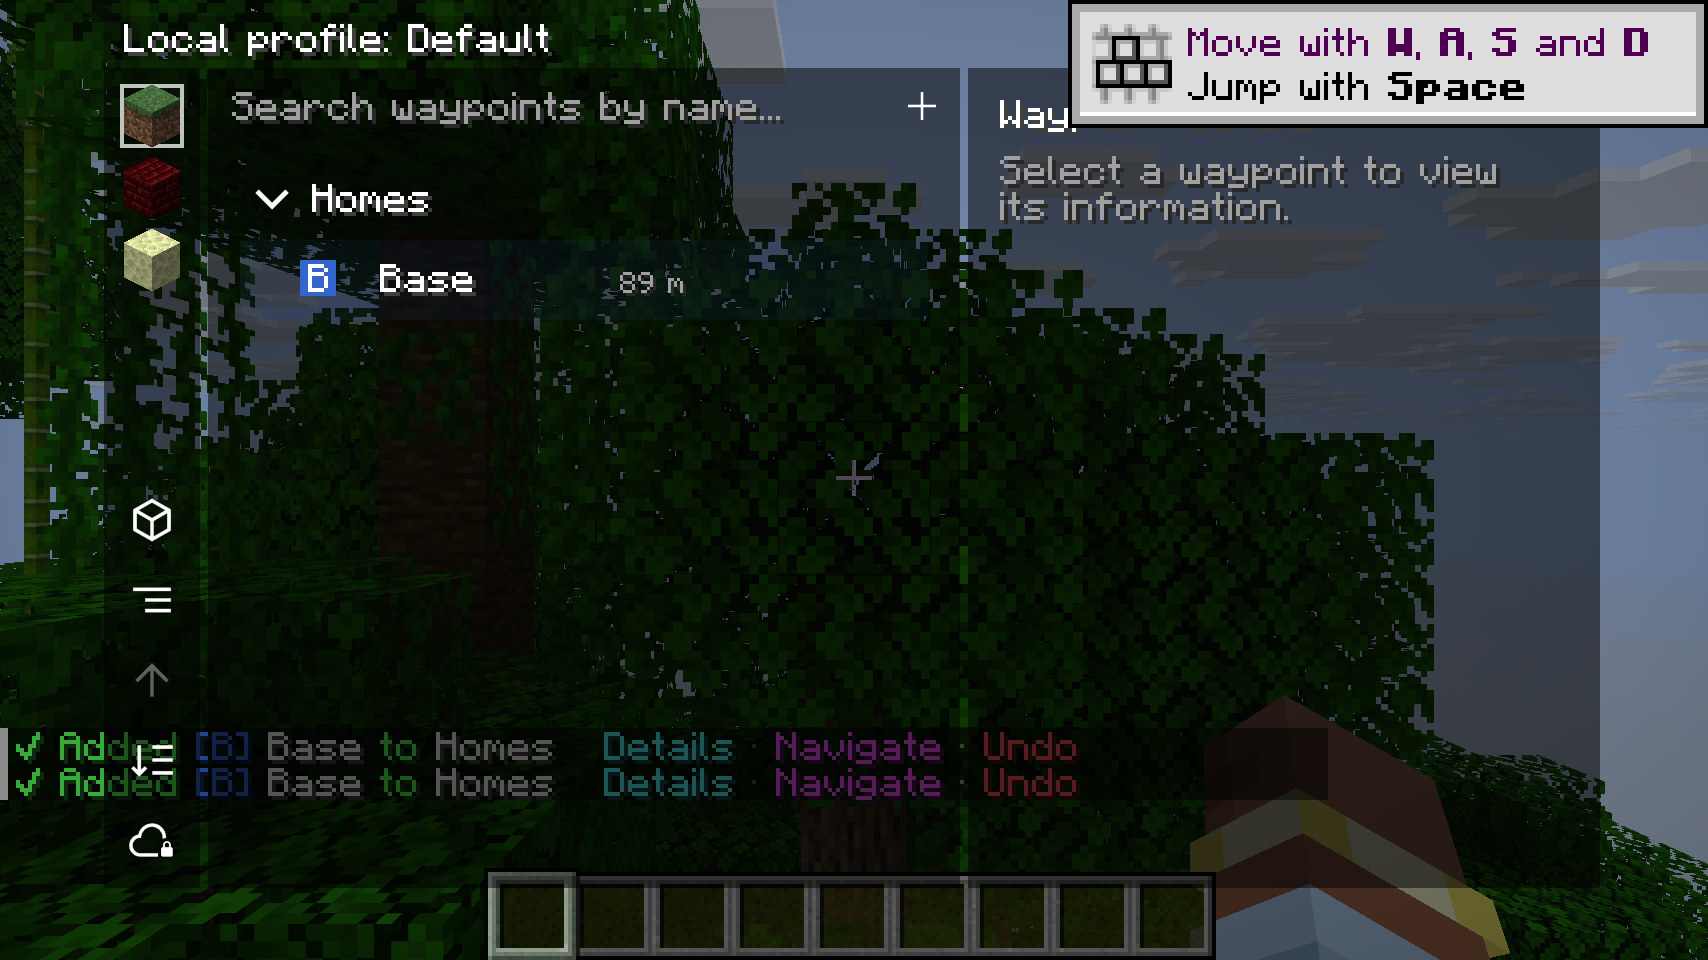 Local profile: Default
Move with W, A, S and D
Jump with Space
Search waypoints by name...
Way
Select a waypoint to view
its information.
Homes
B Base 89 m
✓ Added [B] Base to Homes Details · Navigate · Undo
✓ Added [B] Base to Homes Details · Navigate · Undo